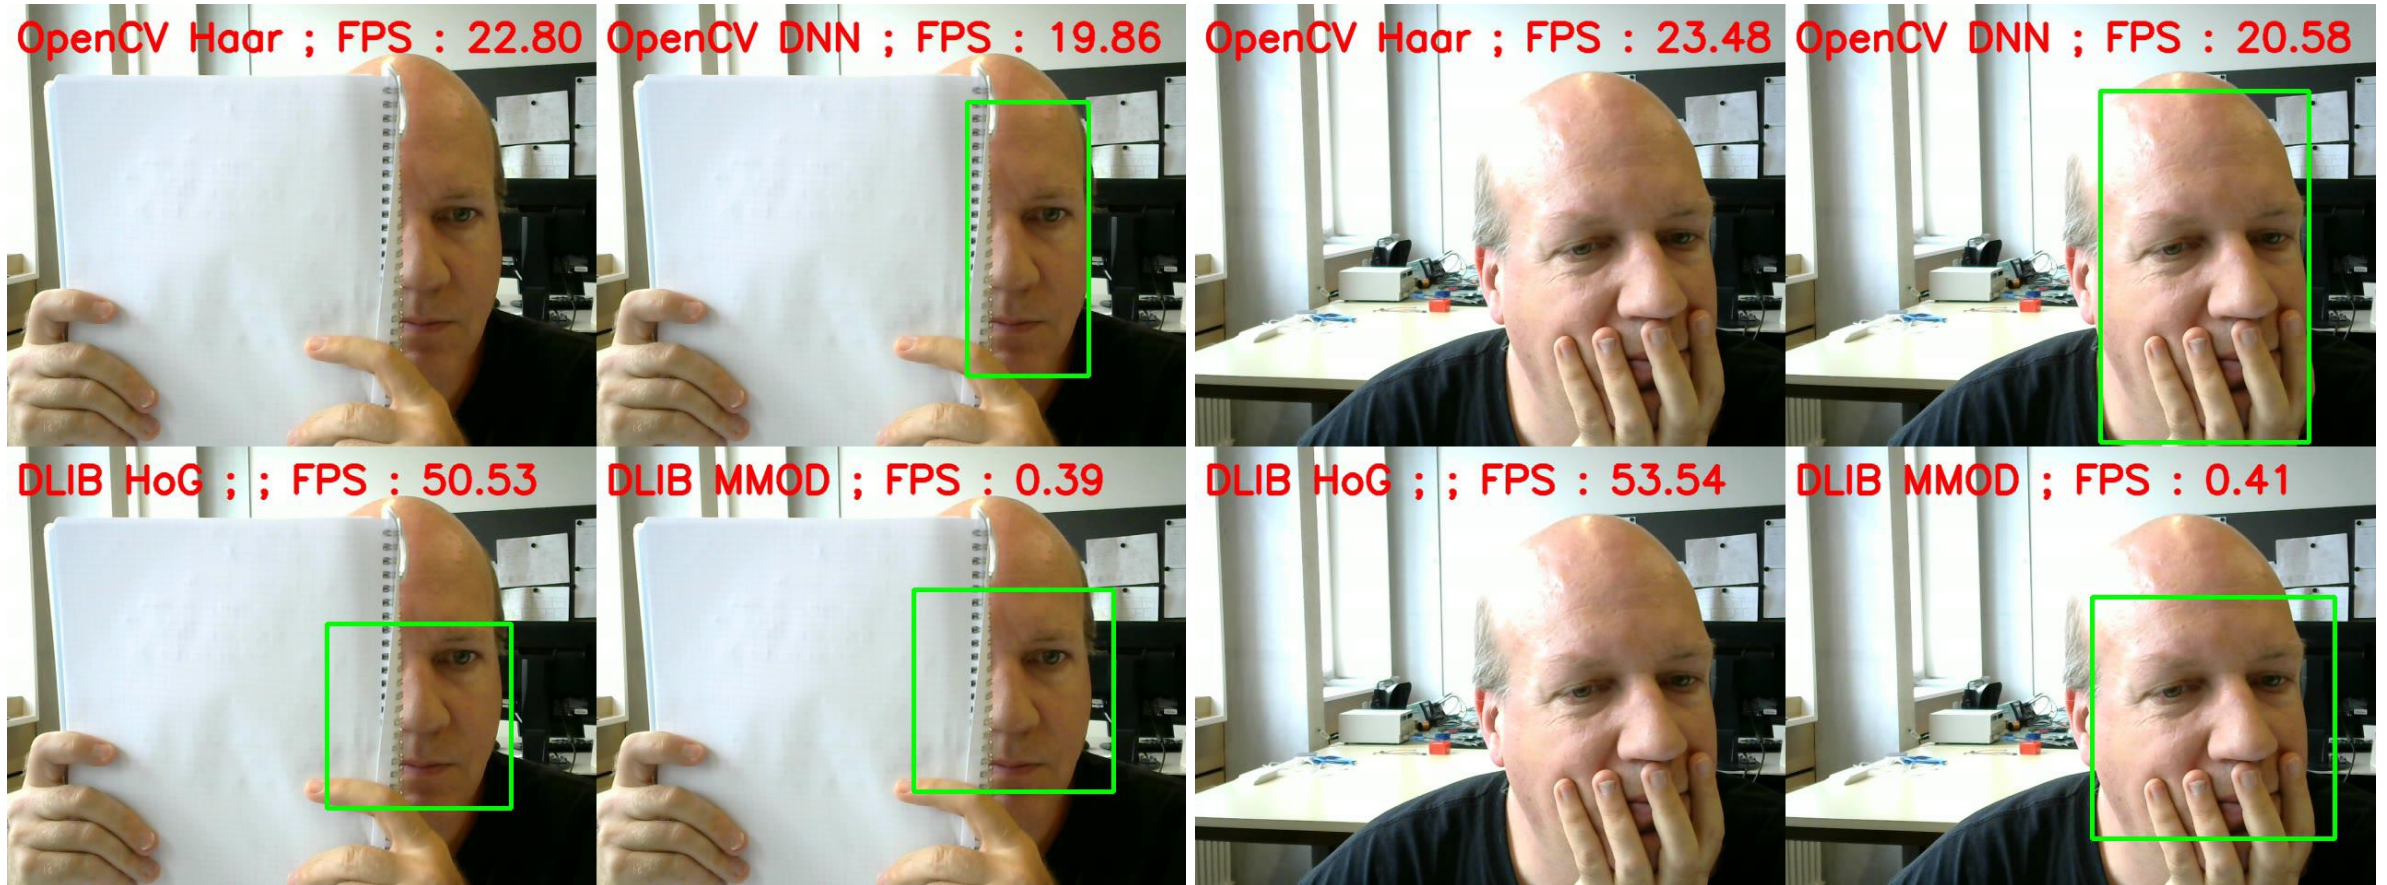 OpenCV Haar ; FPS : 22.80
OpenCV DNN ; FPS : 19.86
OpenCV Haar ; FPS : 23.48
OpenCV DNN ; FPS : 20.58
DLIB HoG ; ; FPS : 50.53
DLIB MMOD ; FPS : 0.39
DLIB HoG ; ; FPS : 53.54
DLIB MMOD ; FPS : 0.41